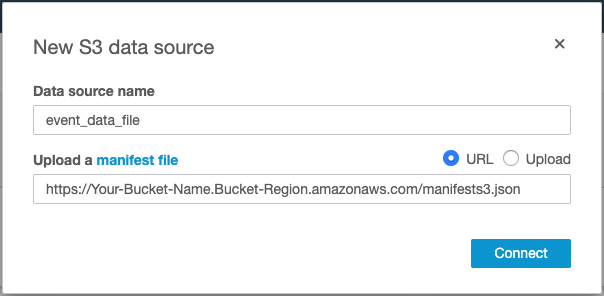 New S3 data source
Data source name
event_data_file
Upload a manifest file URL Upload
https://Your-Bucket-Name.Bucket-Region.amazonaws.com/manifests3.json
Connect